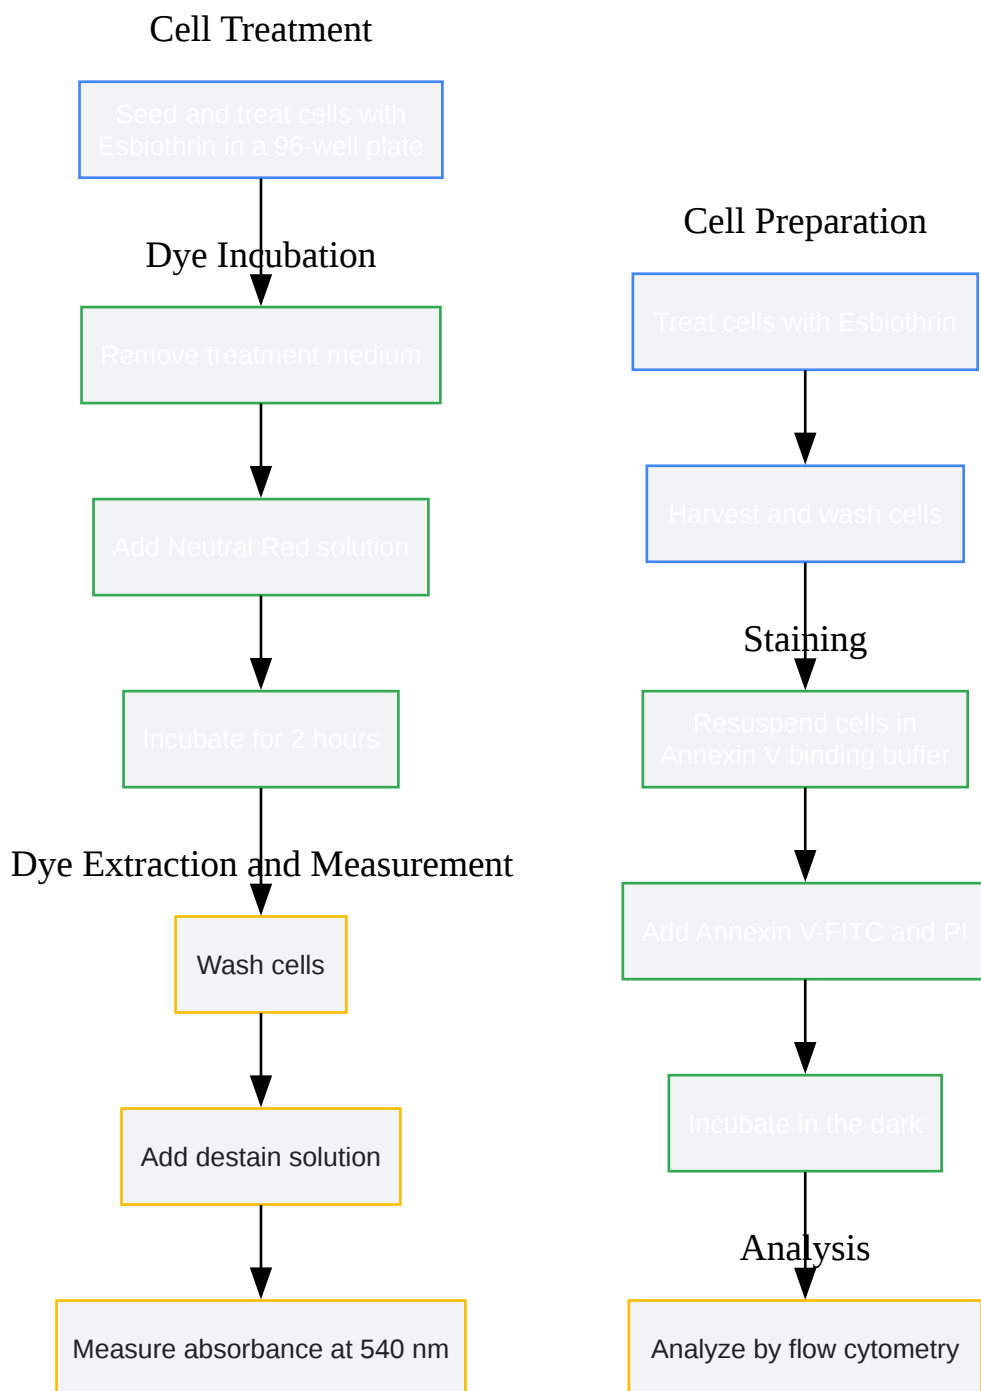 Cell Treatment
Seed and treat cells with
Esbiothrin in a 96-well plate
Dye Incubation
Remove treatment medium
Add Neutral Red solution
Incubate for 2 hours
Dye Extraction and Measurement
Wash cells
Add destain solution
Measure absorbance at 540 nm
Cell Preparation
Treat cells with Esbiothrin
Harvest and wash cells
Staining
Resuspend cells in
Annexin V binding buffer
Add Annexin V-FITC and PI
Incubate in the dark
Analysis
Analyze by flow cytometry